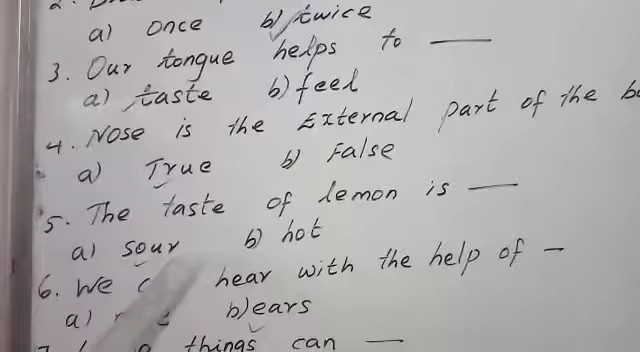 a) once b) twice
3. Our tongue helps to —
a) taste b) feel
4. Nose is the External part of the
a) True b) False
5. The taste of lemon is —
a) sour b) hot
6. We hear with the help of -
a) b) ears
things can —